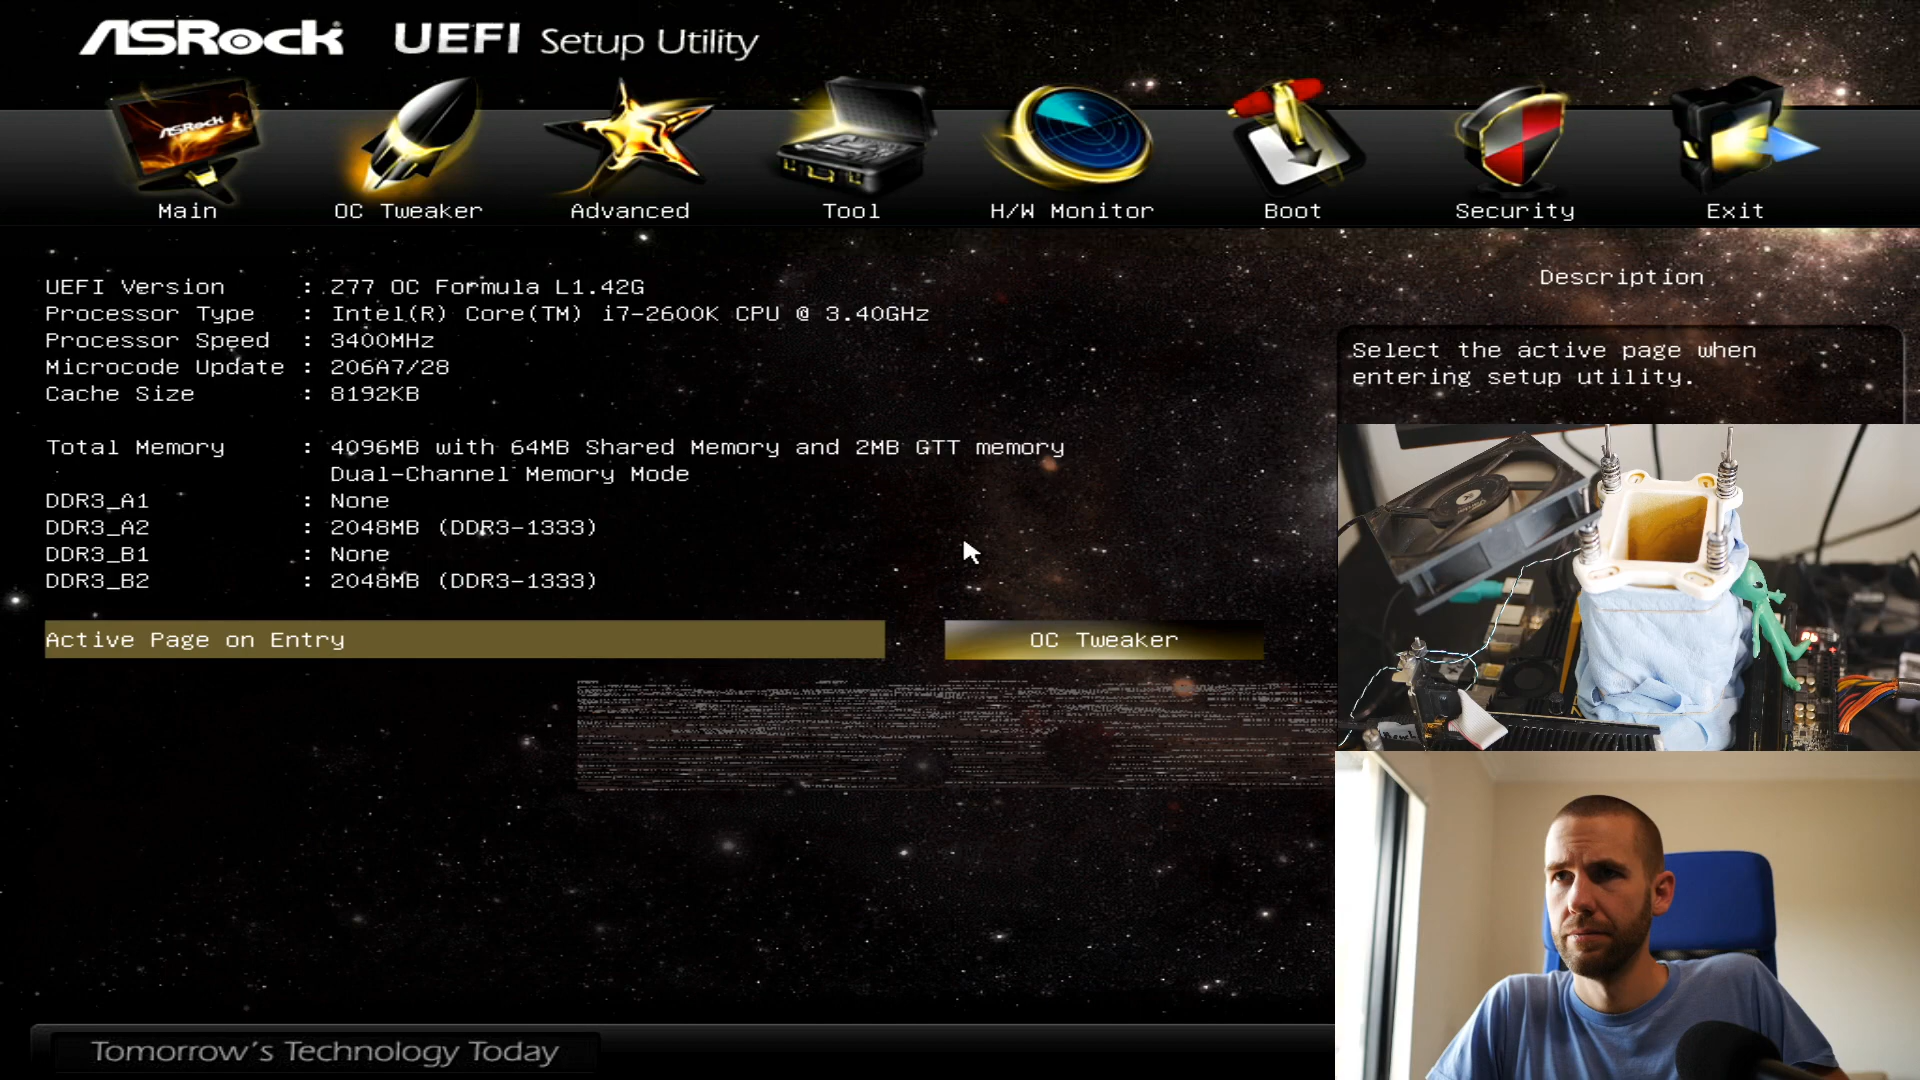 ASRock UEFI Setup Utility
ASRock
Main OC Tweaker Advanced Tool H/W Monitor Boot Security Exit
UEFI Version : Z77 OC Formula L1.42G
Processor Type : Intel(R) Core(TM) i7-2600K CPU @ 3.40GHz
Processor Speed : 3400MHz
Microcode Update : 206A7/28
Cache Size : 8192KB
Total Memory : 4096MB with 64MB Shared Memory and 2MB GTT memory
Dual-Channel Memory Mode
DDR3_A1 : None
DDR3_A2 : 2048MB (DDR3-1333)
DDR3_B1 : None
DDR3_B2 : 2048MB (DDR3-1333)
Active Page on Entry OC Tweaker
Description
Select the active page when
entering setup utility.
Tomorrow's Technology Today